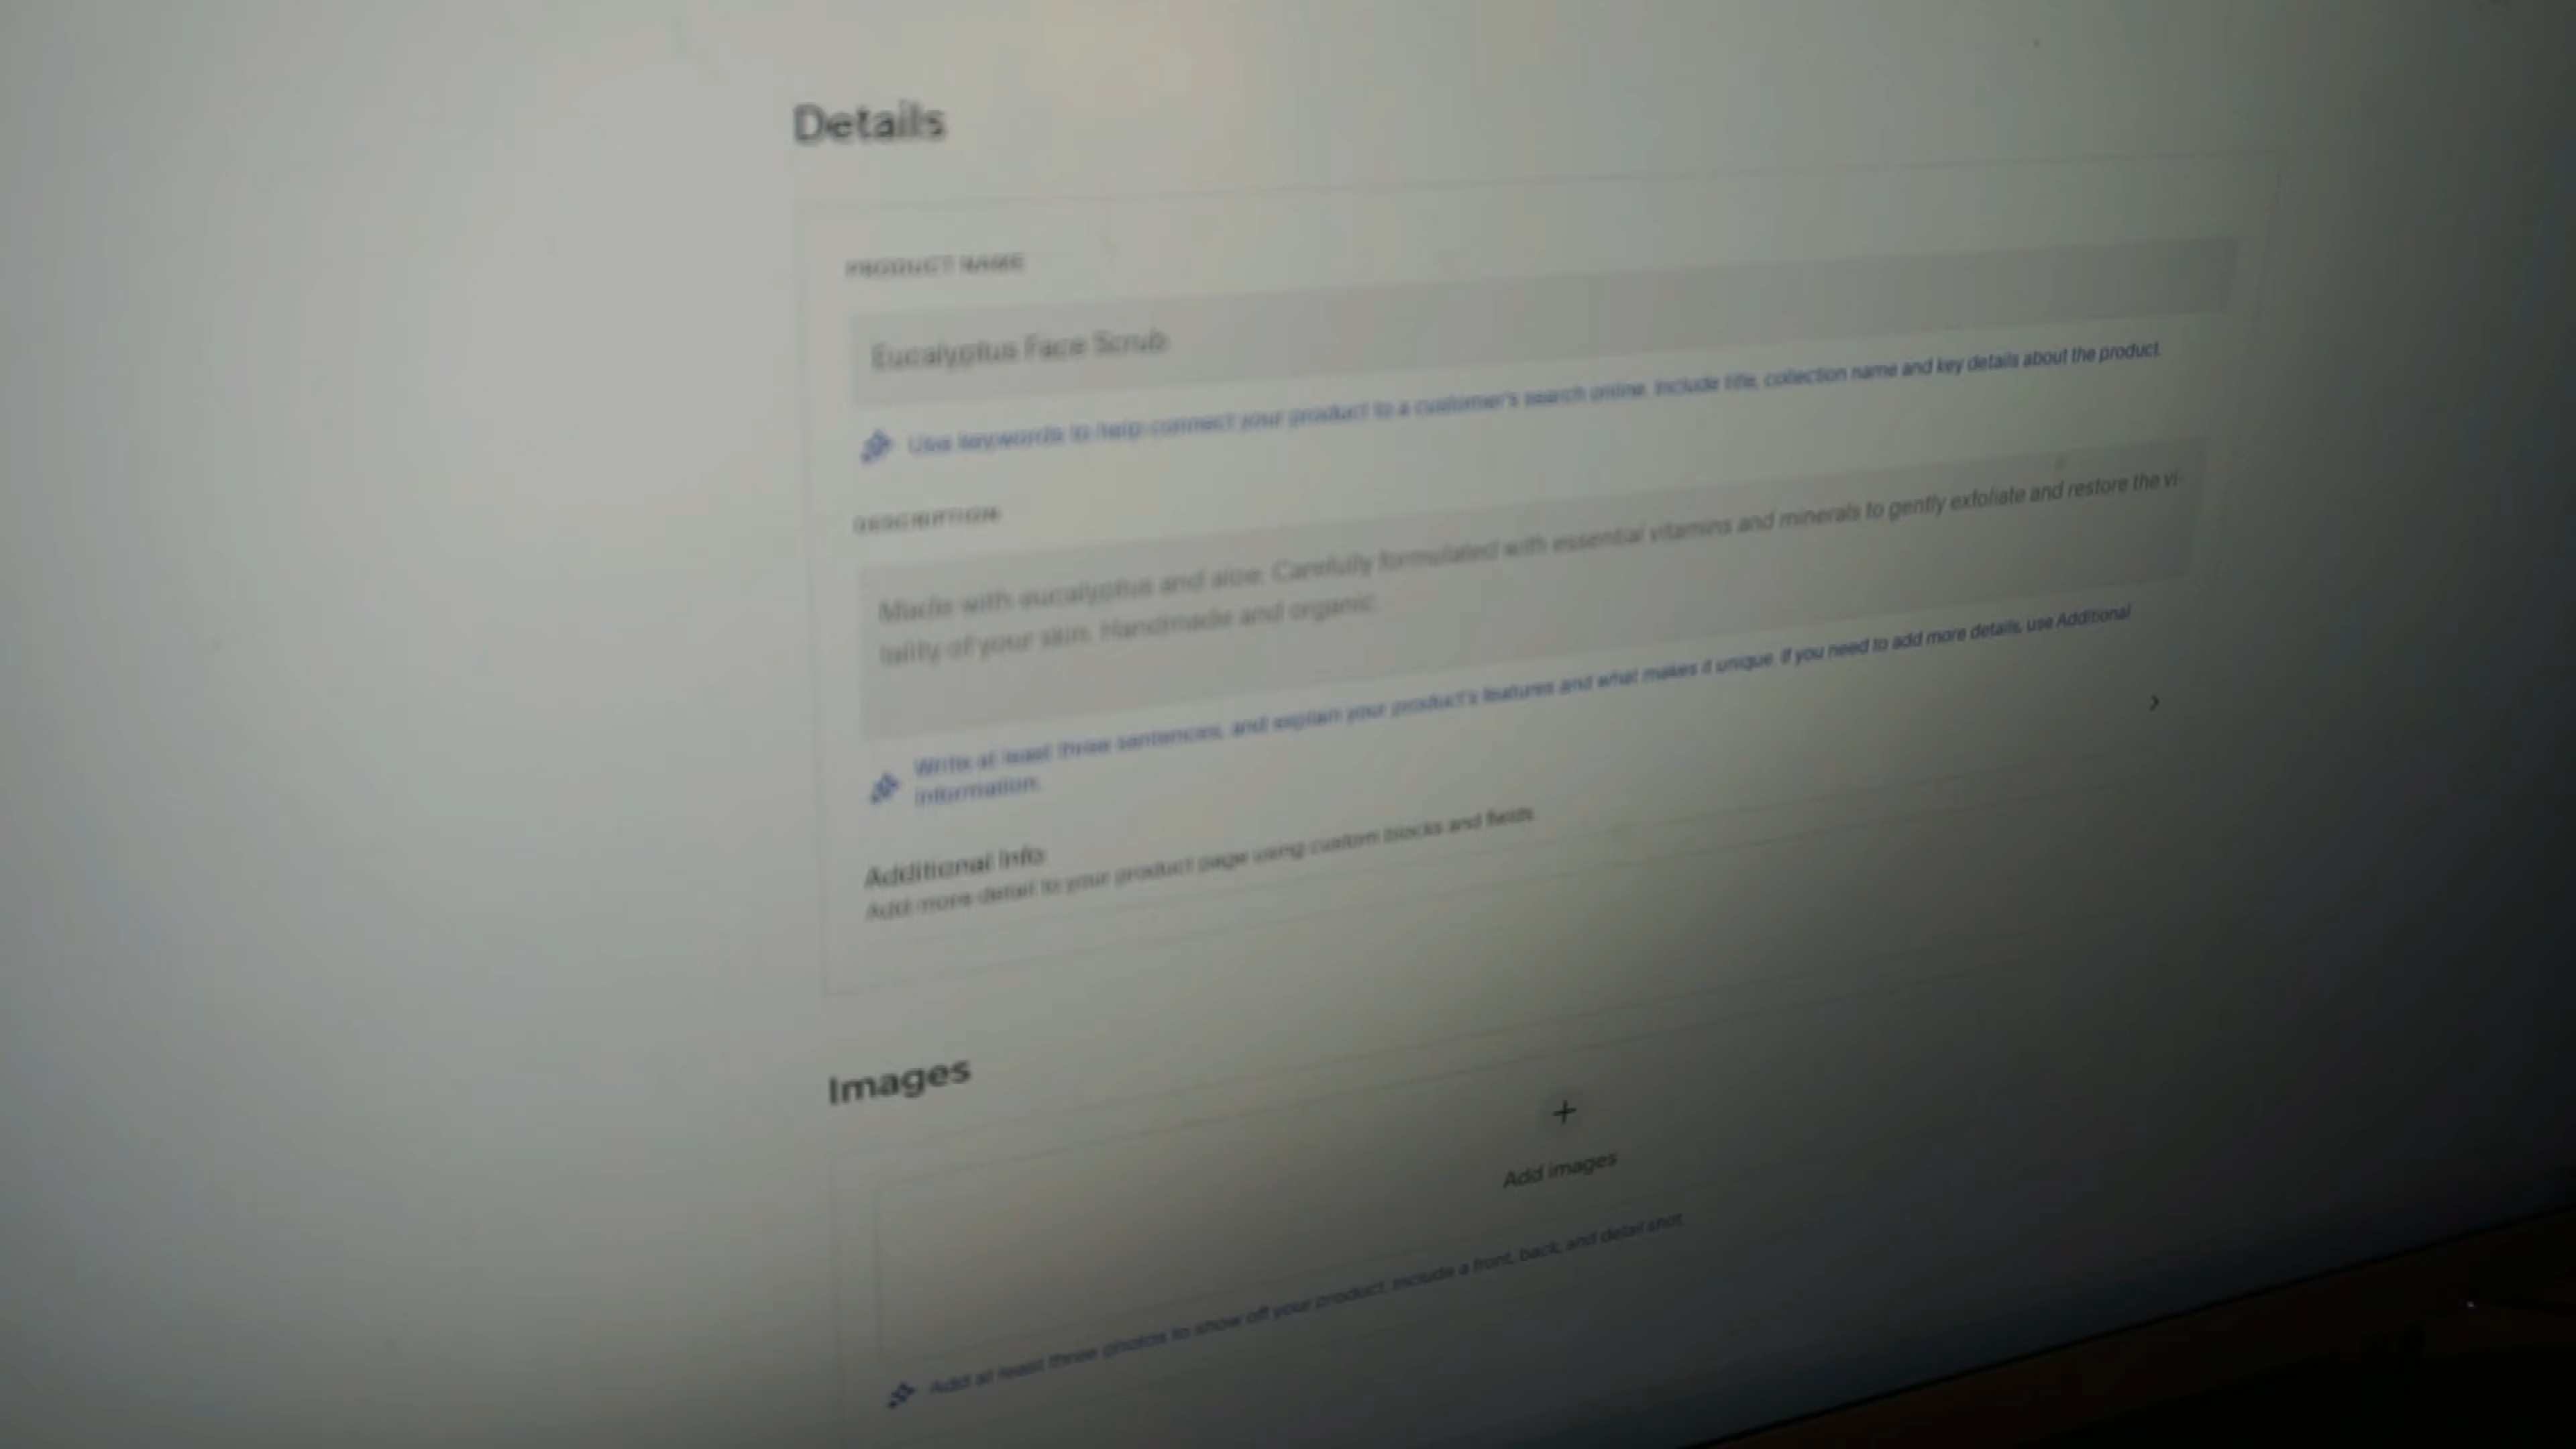 Details
PRODUCT NAME
Eucalyptus Face Scrub
Use keywords to help connect your product to a customer's search online. Include title, collection name and key details about the product.
DESCRIPTION
Made with eucalyptus and aloe. Carefully formulated with essential vitamins and minerals to gently exfoliate and restore the vi
tality of your skin. Handmade and organic.
Write at least three sentences, and explain your product's features and what makes it unique. If you need to add more details, use Additional
Information.
Additional Info
Add more detail to your product page using custom blocks and fields
Images
Add images
Add at least three photos to show off your product. Include a front, back, and detail shot.